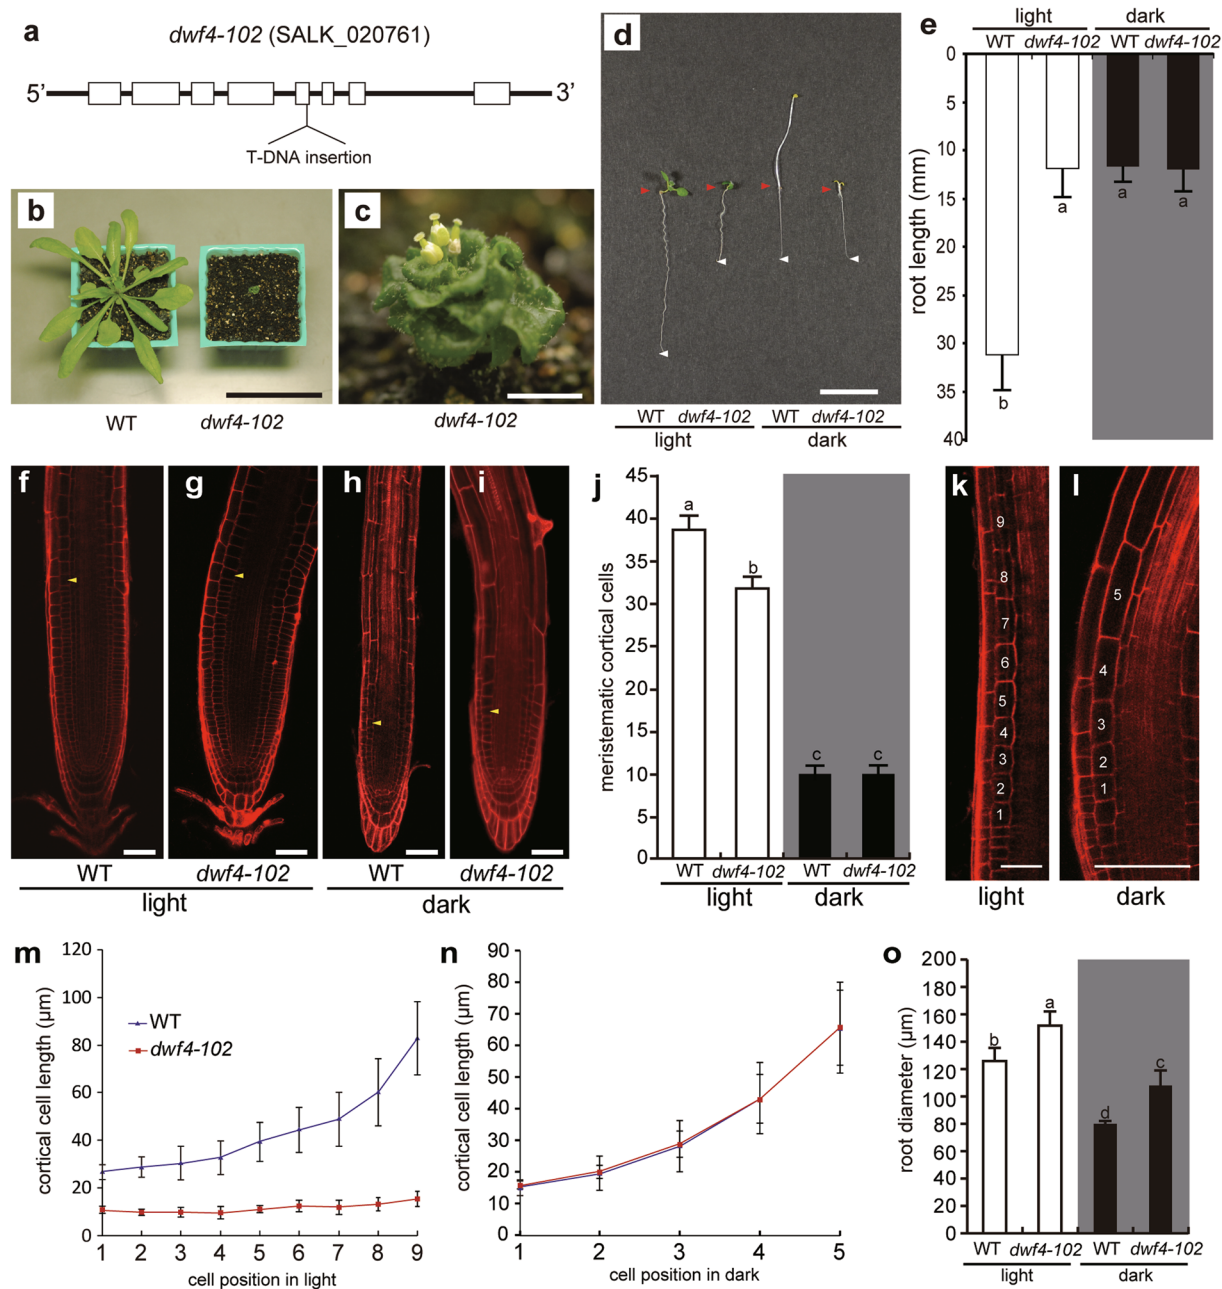 a
dwf4-102 (SALK_020761)
5’
3’
T-DNA insertion
b
c
WT
dwf4-102
dwf4-102
d
WT dwf4-102 WT dwf4-102
light dark
e
light dark
WT dwf4-102 WT dwf4-102
root length (mm)
0
5
10
15
20
25
30
35
40
b
a
a
a
f
g
h
i
WT dwf4-102 WT dwf4-102
light dark
j
meristematic cortical cells
45
40
35
30
25
20
15
10
5
0
a
b
c
c
WT dwf4-102 WT dwf4-102
light dark
k
9
8
7
6
5
4
3
2
1
light
l
5
4
3
2
1
dark
m
cortical cell length (µm)
120
100
80
60
40
20
0
WT
dwf4-102
1 2 3 4 5 6 7 8 9
cell position in light
n
cortical cell length (µm)
90
80
70
60
50
40
30
20
10
0
1 2 3 4 5
cell position in dark
o
root diameter (µm)
200
180
160
140
120
100
80
60
40
20
0
b
a
d
c
WT dwf4-102 WT dwf4-102
light dark